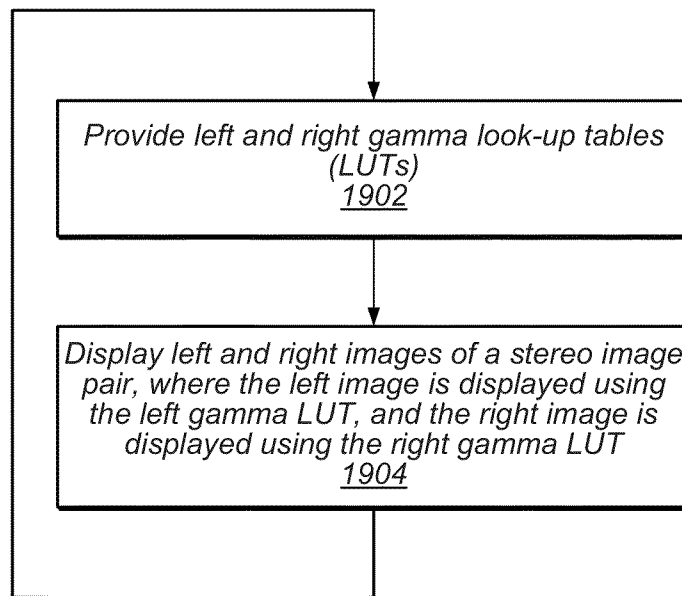 Provide left and right gamma look-up tables
(LUTs)
1902
Display left and right images of a stereo image
pair, where the left image is displayed using
the left gamma LUT, and the right image is
displayed using the right gamma LUT
1904